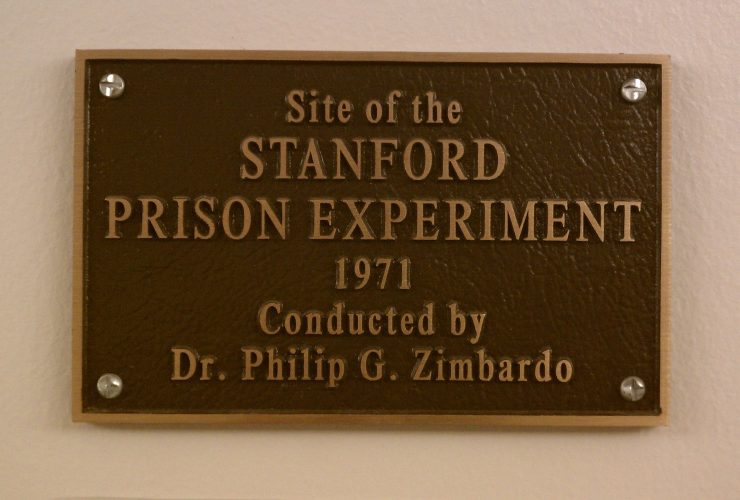 Site of the
STANFORD
PRISON EXPERIMENT
1971
Conducted by
Dr. Philip G. Zimbardo